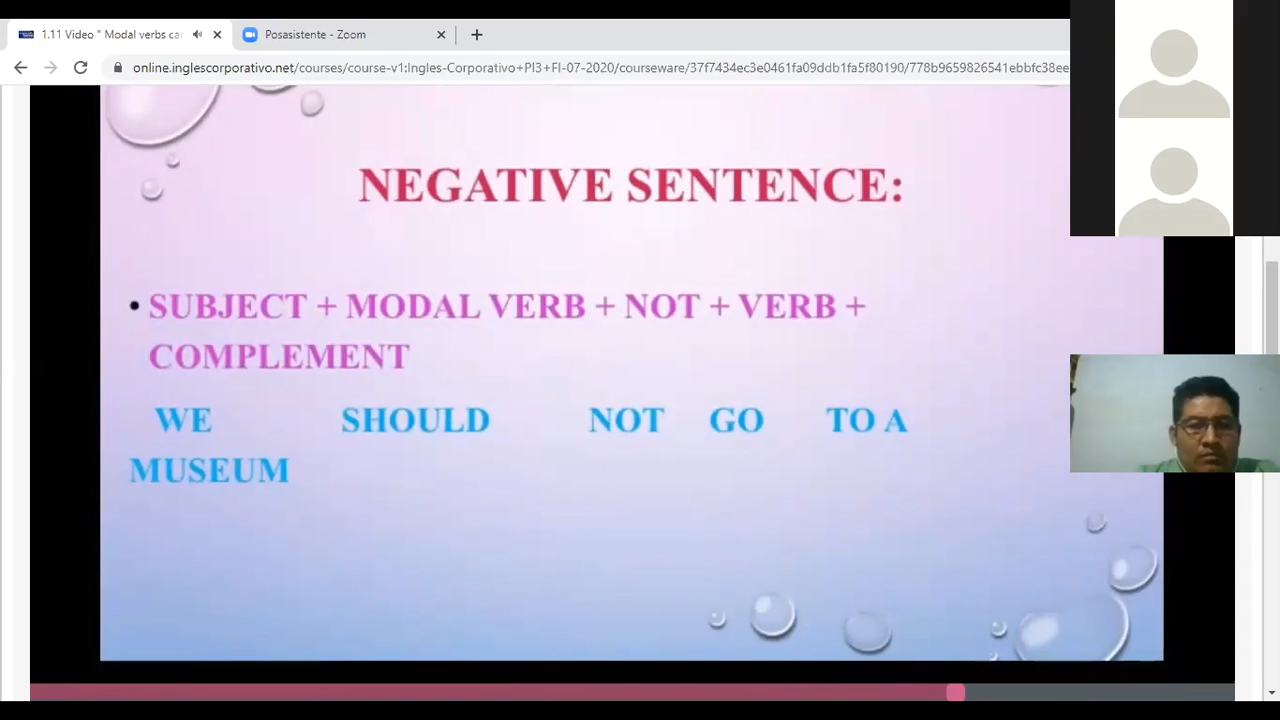 1.11 Video " Modal verbs ca
Posasistente - Zoom
online.inglescorporativo.net/courses/course-v1:Ingles-Corporativo+PI3+FI-07-2020/courseware/37f7434ec3e0461fa09ddb1fa5f80190/778b9659826541ebbfc38ee
NEGATIVE SENTENCE:
• SUBJECT + MODAL VERB + NOT + VERB +
COMPLEMENT
WE SHOULD NOT GO TO A
MUSEUM